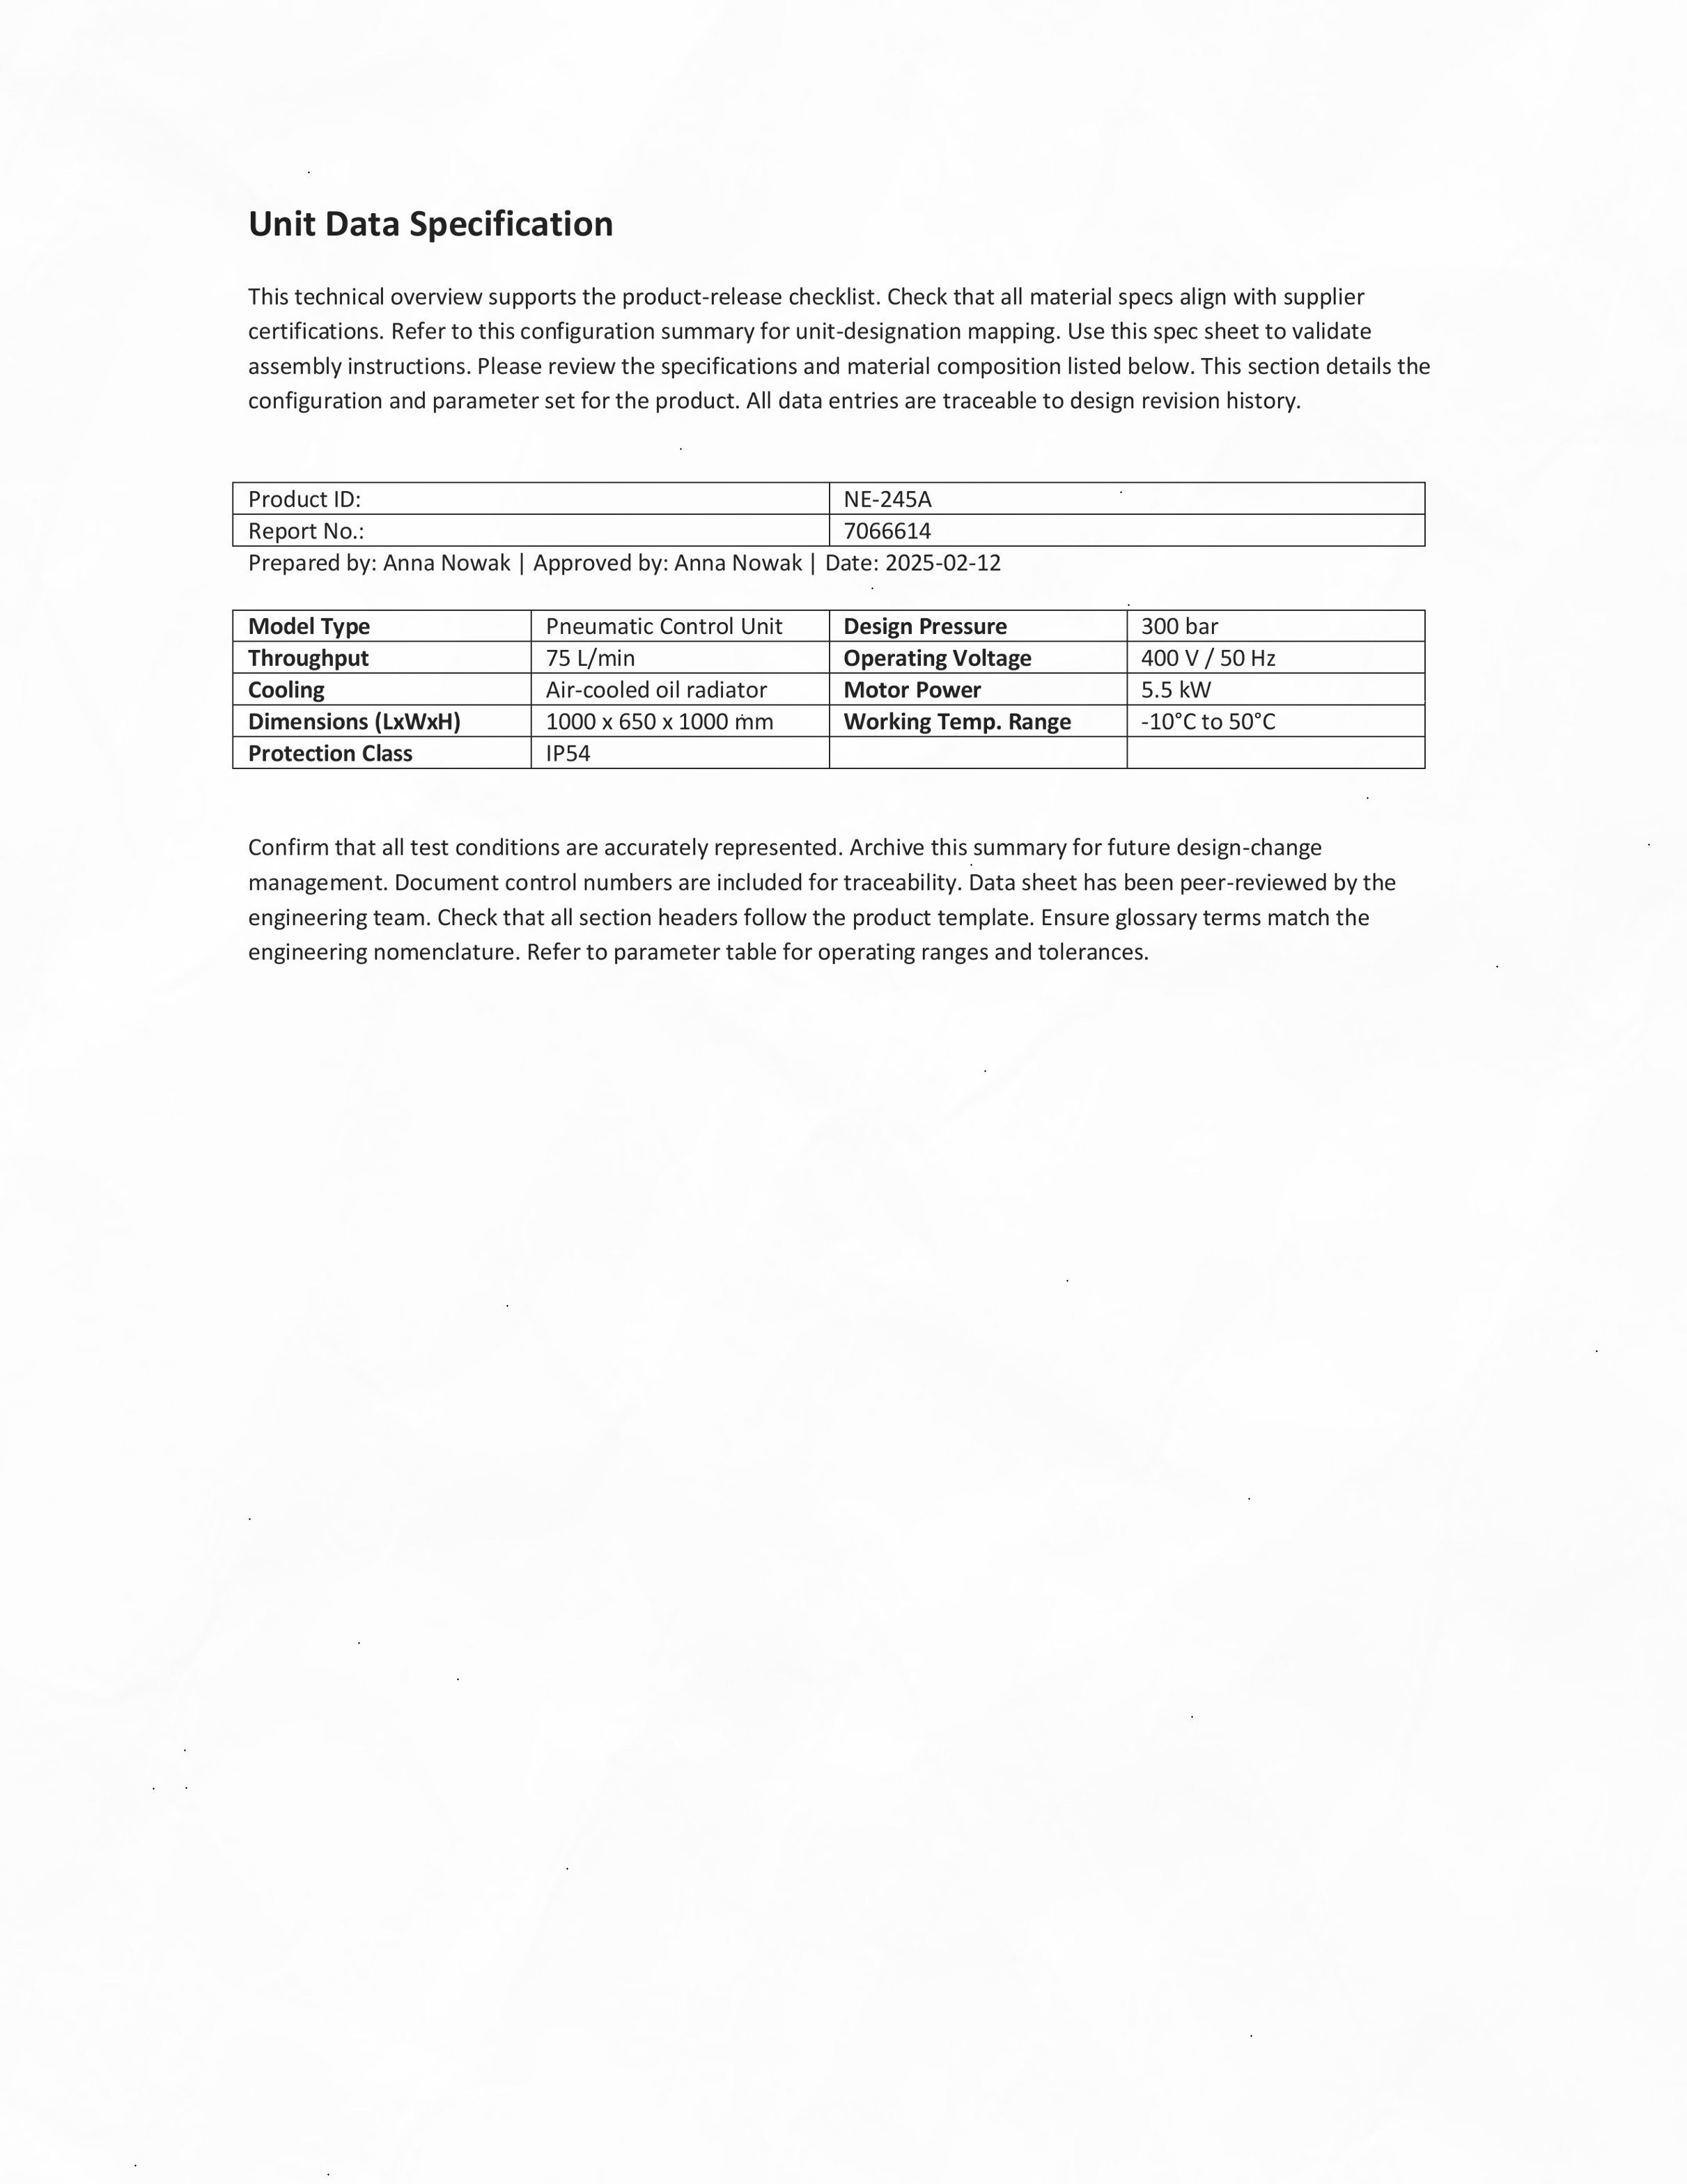 Unit Data Specification
This technical overview supports the product-release checklist. Check that all material specs align with supplier
certifications. Refer to this configuration summary for unit-designation mapping. Use this spec sheet to validate
assembly instructions. Please review the specifications and material composition listed below. This section details the
configuration and parameter set for the product. All data entries are traceable to design revision history.
Product ID: NE-245A
Report No.: 7066614
Prepared by: Anna Nowak | Approved by: Anna Nowak | Date: 2025-02-12
Model Type Pneumatic Control Unit Design Pressure 300 bar
Throughput 75 L/min Operating Voltage 400 V / 50 Hz
Cooling Air-cooled oil radiator Motor Power 5.5 kW
Dimensions (LxWxH) 1000 x 650 x 1000 mm Working Temp. Range -10°C to 50°C
Protection Class IP54
Confirm that all test conditions are accurately represented. Archive this summary for future design-change
management. Document control numbers are included for traceability. Data sheet has been peer-reviewed by the
engineering team. Check that all section headers follow the product template. Ensure glossary terms match the
engineering nomenclature. Refer to parameter table for operating ranges and tolerances.